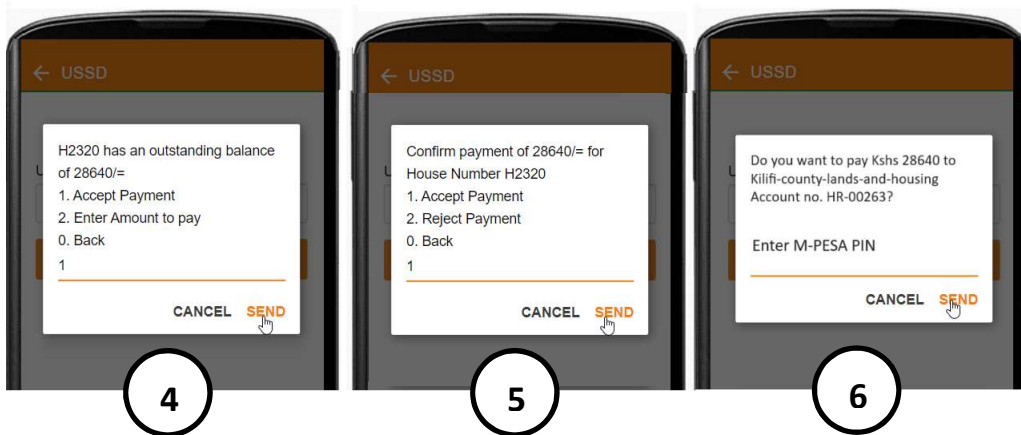 ← USSD
H2320 has an outstanding balance
of 28640/=
1. Accept Payment
2. Enter Amount to pay
0. Back
1
CANCEL SEND
4
← USSD
Confirm payment of 28640/= for
House Number H2320
1. Accept Payment
2. Reject Payment
0. Back
1
CANCEL SEND
5
← USSD
Do you want to pay Kshs 28640 to
Kilifi-county-lands-and-housing
Account no. HR-00263?
Enter M-PESA PIN
CANCEL SEND
6